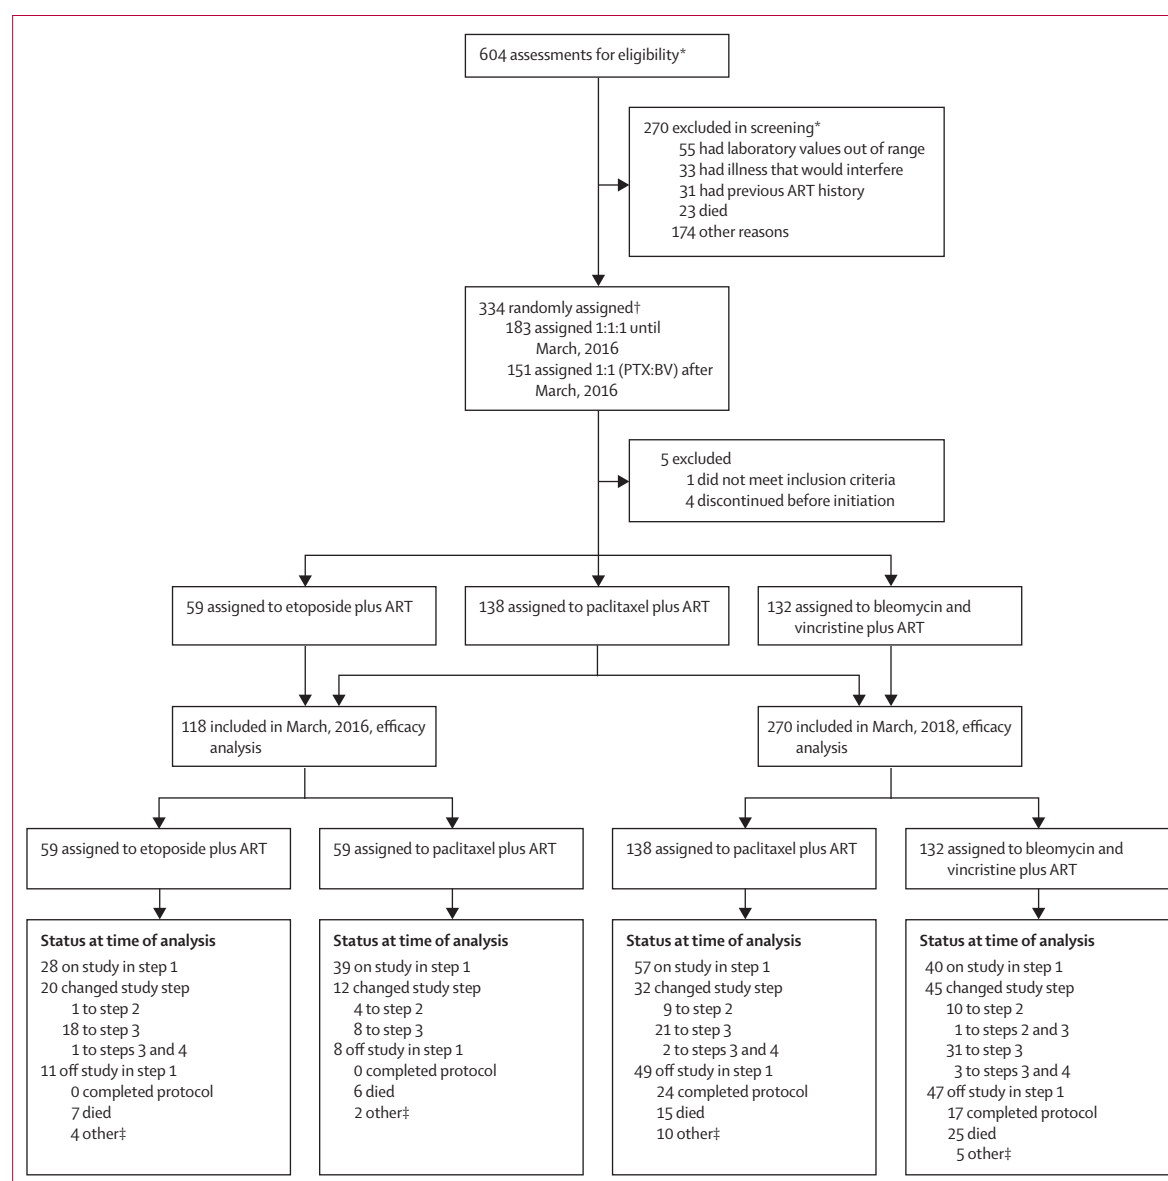 604 assessments for eligibility*
270 excluded in screening*
55 had laboratory values out of range
33 had illness that would interfere
31 had previous ART history
23 died
174 other reasons
334 randomly assigned†
183 assigned 1:1:1 until
March, 2016
151 assigned 1:1 (PTX:BV) after
March, 2016
5 excluded
1 did not meet inclusion criteria
4 discontinued before initiation
59 assigned to etoposide plus ART
138 assigned to paclitaxel plus ART
132 assigned to bleomycin and
vincristine plus ART
118 included in March, 2016, efficacy
analysis
270 included in March, 2018, efficacy
analysis
59 assigned to etoposide plus ART
59 assigned to paclitaxel plus ART
138 assigned to paclitaxel plus ART
132 assigned to bleomycin and
vincristine plus ART
Status at time of analysis
28 on study in step 1
20 changed study step
1 to step 2
18 to step 3
1 to steps 3 and 4
11 off study in step 1
0 completed protocol
7 died
4 other‡
Status at time of analysis
39 on study in step 1
12 changed study step
4 to step 2
8 to step 3
8 off study in step 1
0 completed protocol
6 died
2 other‡
Status at time of analysis
57 on study in step 1
32 changed study step
9 to step 2
21 to step 3
2 to steps 3 and 4
49 off study in step 1
24 completed protocol
15 died
10 other‡
Status at time of analysis
40 on study in step 1
45 changed study step
10 to step 2
1 to steps 2 and 3
31 to step 3
3 to steps 3 and 4
47 off study in step 1
17 completed protocol
25 died
5 other‡